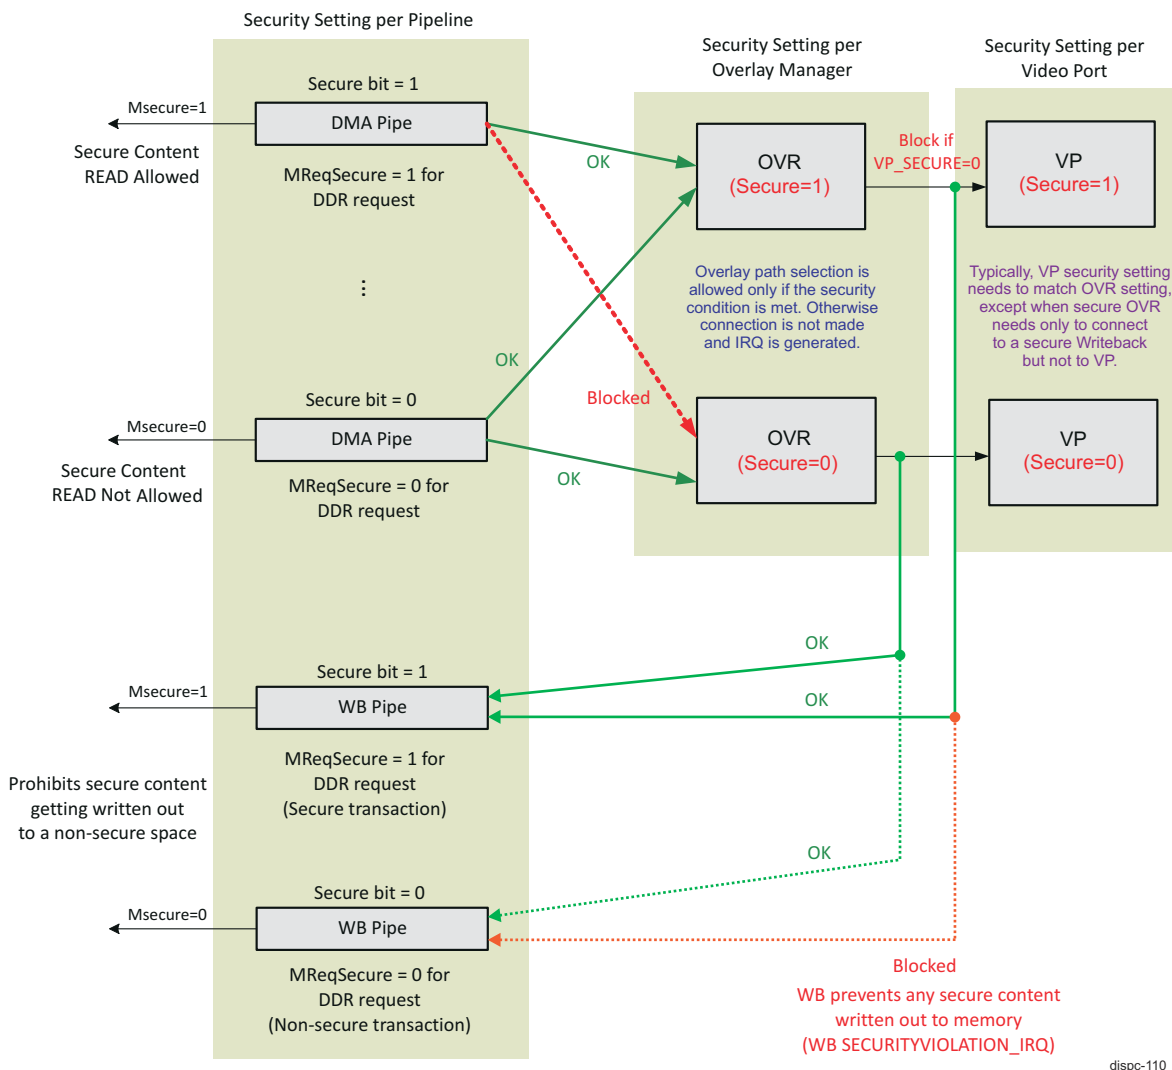 Security Setting per Pipeline
Security Setting per
Overlay Manager
Security Setting per
Video Port
Secure bit = 1
Msecure=1
DMA Pipe
Secure Content
READ Allowed
MReqSecure = 1 for
DDR request
...
OK
OK
Blocked
OVR
(Secure=1)
Block if
VP_SECURE=0
VP
(Secure=1)
Overlay path selection is
allowed only if the security
condition is met. Otherwise
connection is not made
and IRQ is generated.
Typically, VP security setting
needs to match OVR setting,
except when secure OVR
needs only to connect
to a secure Writeback
but not to VP.
Secure bit = 0
Msecure=0
DMA Pipe
Secure Content
READ Not Allowed
MReqSecure = 0 for
DDR request
OK
OVR
(Secure=0)
VP
(Secure=0)
OK
Secure bit = 1
Msecure=1
WB Pipe
OK
MReqSecure = 1 for
DDR request
(Secure transaction)
Prohibits secure content
getting written out
to a non-secure space
OK
Secure bit = 0
Msecure=0
WB Pipe
MReqSecure = 0 for
DDR request
(Non-secure transaction)
Blocked
WB prevents any secure content
written out to memory
(WB SECURITYVIOLATION_IRQ)
dispc-110